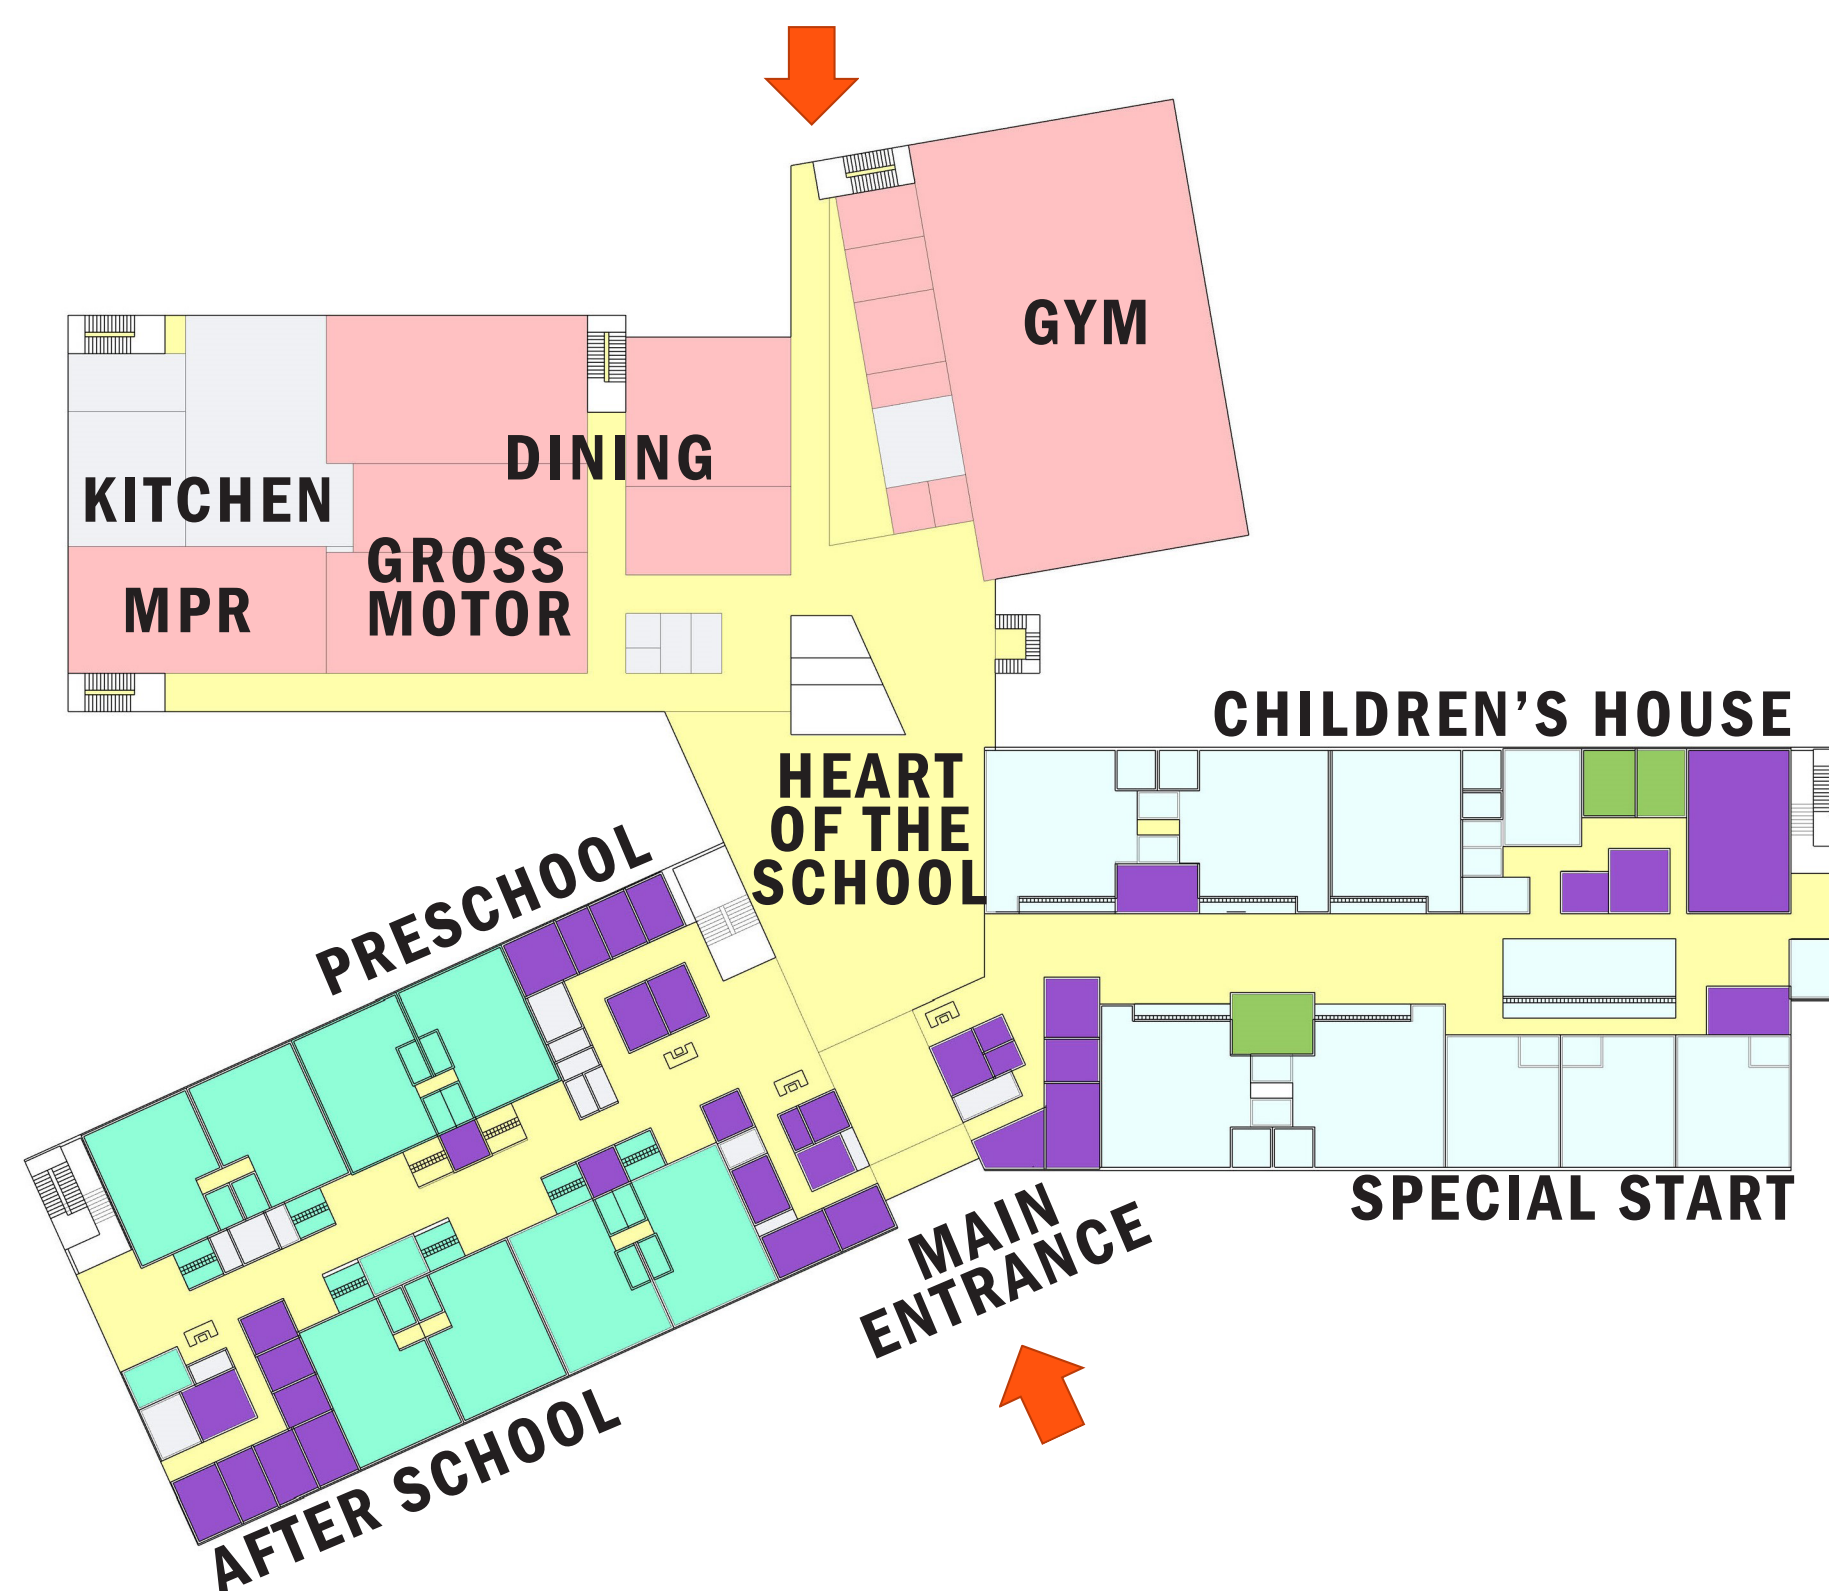 GYM
DINING
KITCHEN
GROSS
MOTOR
MPR
CHILDREN'S HOUSE
HEART
OF THE
SCHOOL
PRESCHOOL
SPECIAL START
MAIN
ENTRANCE
AFTER SCHOOL